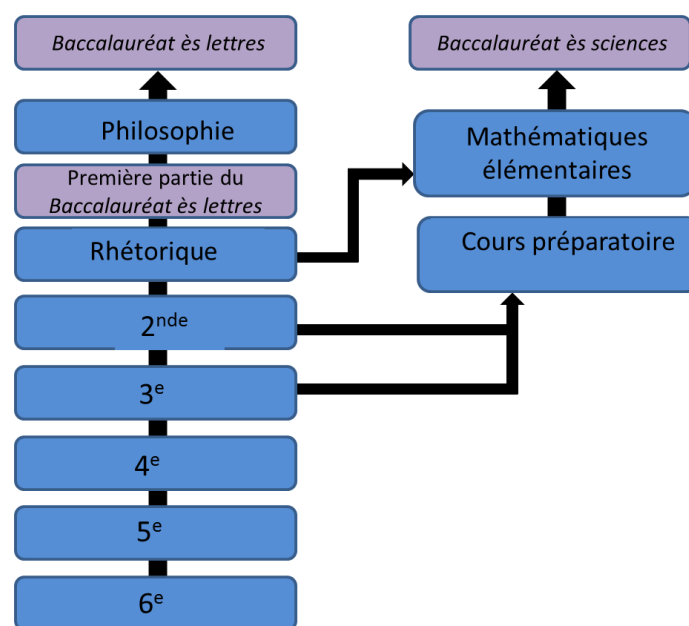 Baccalauréat ès lettres
Baccalauréat ès sciences
Philosophie
Mathématiques
élémentaires
Première partie du
Baccalauréat ès lettres
Rhétorique
Cours préparatoire
2nde
3e
4e
5e
6e